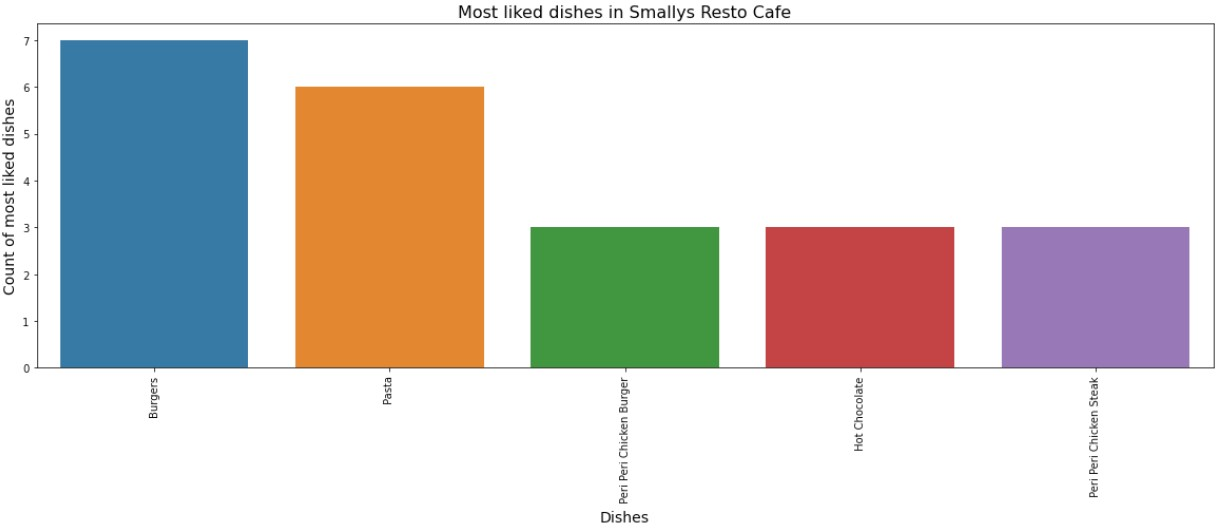 Most liked dishes in Smallys Resto Cafe
Count of most liked dishes
7
6
5
4
3
2
1
0
Burgers
Pasta
Peri Peri Chicken Burger
Hot Chocolate
Peri Peri Chicken Steak
Dishes